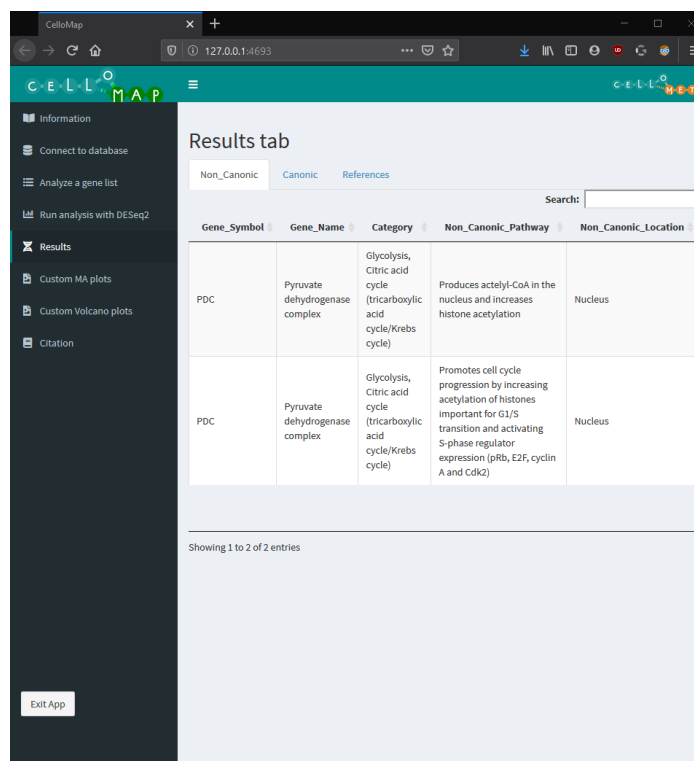 CelloMap
127.0.0.1:4693
C-E-L-L-O
M A P
C-E-L-L-O
M-E-T
Information
Connect to database
Analyze a gene list
Run analysis with DESeq2
Results
Custom MA plots
Custom Volcano plots
Citation
Exit App
Results tab
Non_Canonic Canonic References
Search:
Gene_Symbol Gene_Name Category Non_Canonic_Pathway Non_Canonic_Location
PDC
Pyruvate
dehydrogenase
complex
Glycolysis,
Citric acid
cycle
(tricarboxylic
acid
cycle/Krebs
cycle)
Produces actelyl-CoA in the
nucleus and increases
histone acetylation
Nucleus
PDC
Pyruvate
dehydrogenase
complex
Glycolysis,
Citric acid
cycle
(tricarboxylic
acid
cycle/Krebs
cycle)
Promotes cell cycle
progression by increasing
acetylation of histones
important for G1/S
transition and activating
S-phase regulator
expression (pRb, E2F, cyclin
A and Cdk2)
Nucleus
Showing 1 to 2 of 2 entries